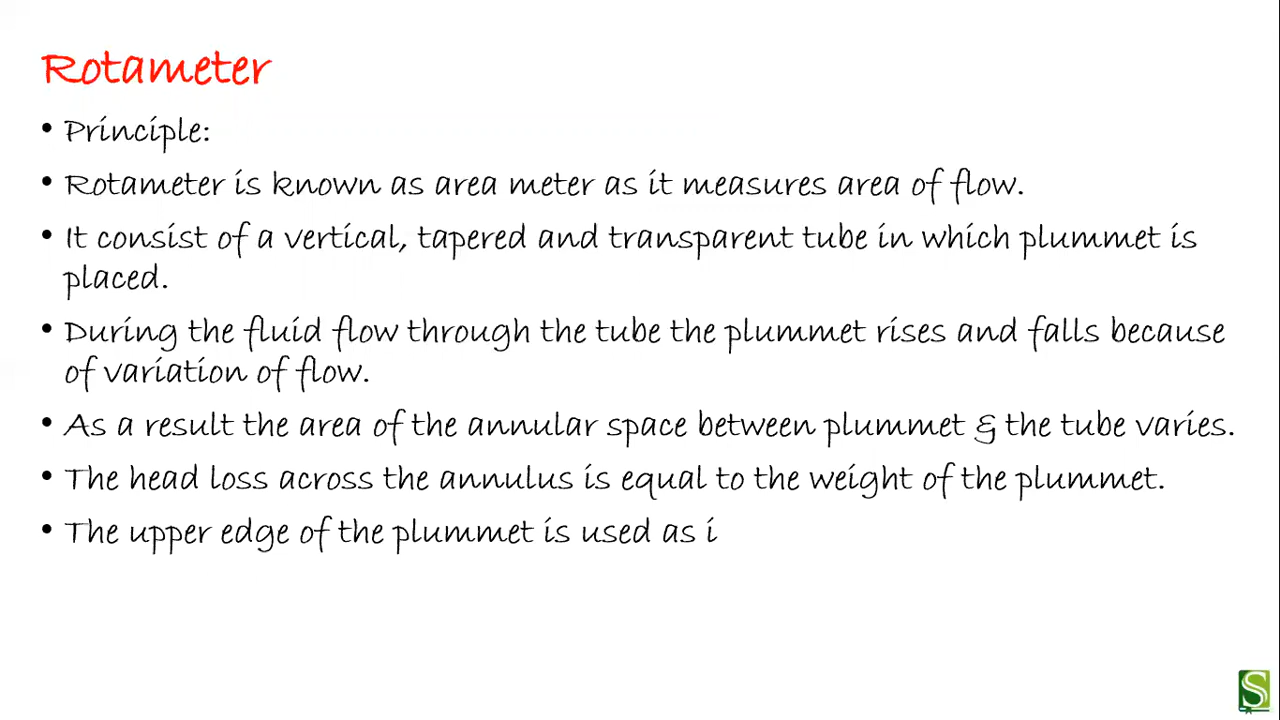 Rotameter
• Principle:
• Rotameter is known as area meter as it measures area of flow.
• It consist of a vertical, tapered and transparent tube in which plummet is
placed.
• During the fluid flow through the tube the plummet rises and falls because
of variation of flow.
• As a result the area of the annular space between plummet & the tube varies.
• The head loss across the annulus is equal to the weight of the plummet.
• The upper edge of the plummet is used as i
S